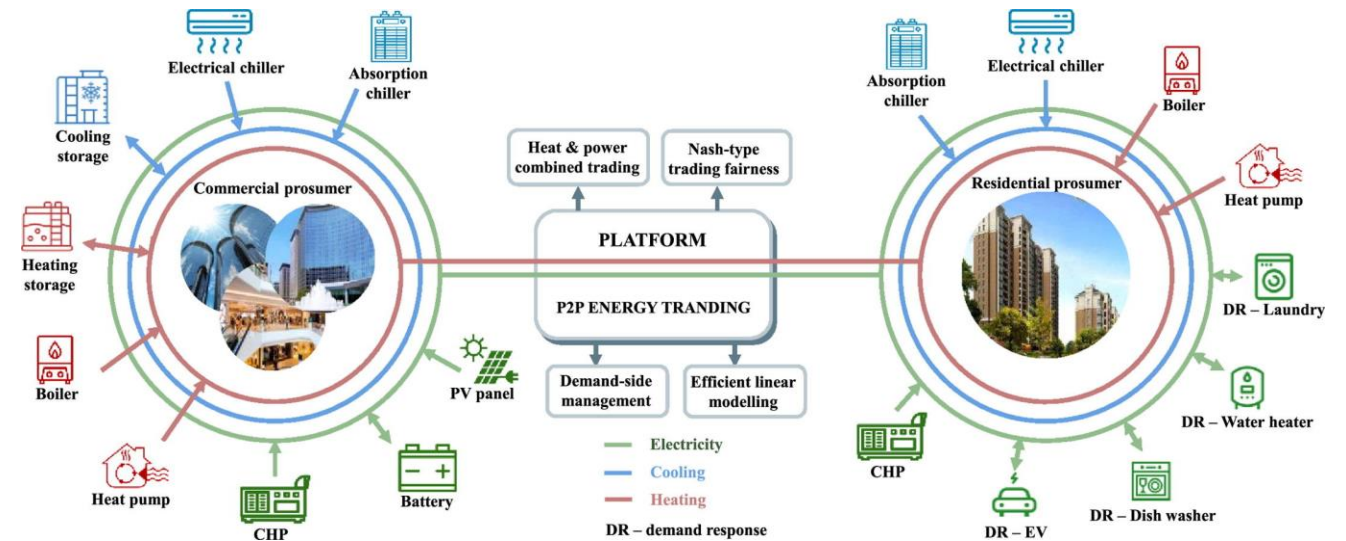 Electrical chiller
Absorption
chiller
Cooling
storage
Commercial prosumer
Heating
storage
Boiler
Heat pump
CHP
Battery
PV panel
Heat & power
combined trading
Nash-type
trading fairness
PLATFORM
P2P ENERGY TRANDING
Demand-side
management
Efficient linear
modelling
Electricity
Cooling
Heating
DR – demand response
Absorption
chiller
Electrical chiller
Boiler
Residential prosumer
Heat pump
DR – Laundry
DR – Water heater
DR – Dish washer
DR – EV
CHP